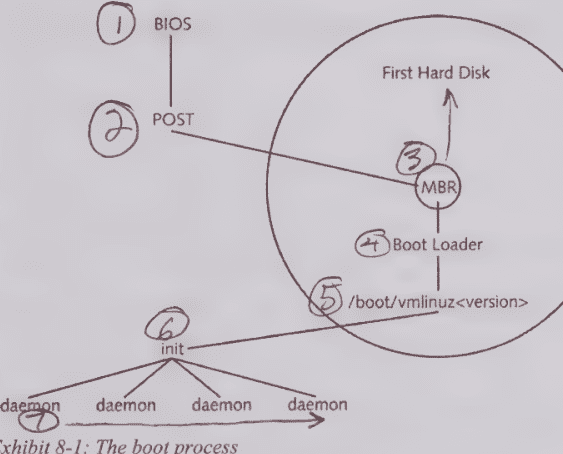 1 BIOS
First Hard Disk
2 POST
3
MBR
4 Boot Loader
5 /boot/vmlinuz<version>
6
init
daemon daemon daemon daemon
7
Exhibit 8-1: The boot process